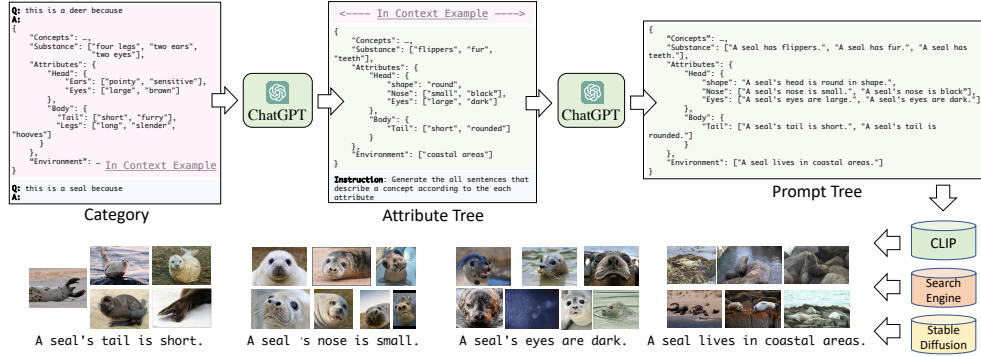 Q: this is a deer because
A:
{
"Concepts": …,
"Substance": ["four legs", "two ears",
"two eyes"],
"Attributes": {
"Head": {
"Ears": ["pointy", "sensitive"],
"Eyes": ["large", "brown"]
},
"Body": {
"Tail": ["short", "furry"],
"Legs": ["long", "slender",
"hooves"]
}
},
"Environment": …
}
In Context Example
Q: this is a seal because
A:
Category
ChatGPT
<---- In Context Example ---->
{
"Concepts": …,
"Substance": ["flippers", "fur",
"teeth"],
"Attributes": {
"Head": {
"shape": "round",
"Nose": ["small", "black"],
"Eyes": ["large", "dark"]
},
"Body": {
"Tail": ["short", "rounded"]
}
},
"Environment": ["coastal areas"]
}
Instruction: Generate the all sentences that
describe a concept according to the each
attribute
Attribute Tree
ChatGPT
{
"Concepts": …,
"Substance": ["A seal has flippers.", "A seal has fur.", "A seal has
teeth."],
"Attributes": {
"Head": {
"shape": "A seal's head is round in shape.",
"Nose": ["A seal's nose is small.", "A seal's nose is black"],
"Eyes": ["A seal's eyes are large.", "A seal's eyes are dark."]
},
"Body": {
"Tail": ["A seal's tail is short.", "A seal's tail is
rounded."]
}
},
"Environment": ["A seal lives in coastal areas."]
}
Prompt Tree
CLIP
Search
Engine
Stable
Diffusion
A seal's tail is short.
A seal 's nose is small.
A seal's eyes are dark.
A seal lives in coastal areas.